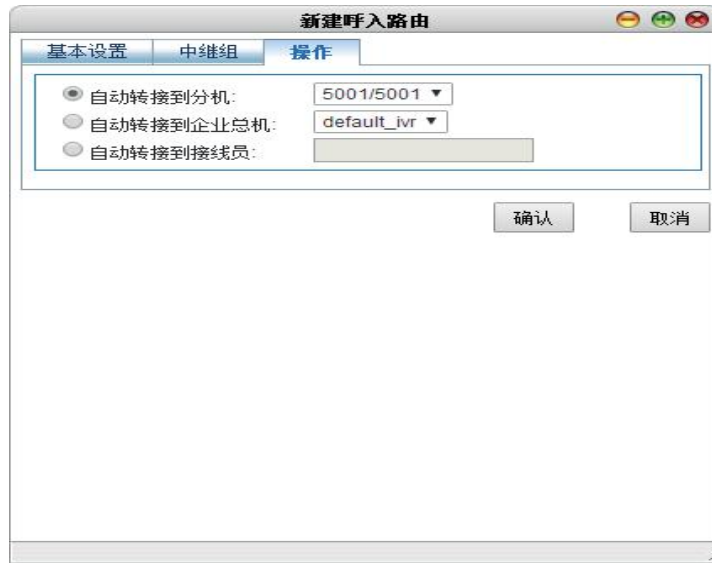 新建呼入路由
基本设置 中继组 操作
自动转接到分机: 5001/5001
自动转接到企业总机: default_ivr
自动转接到接线员:
确认 取消